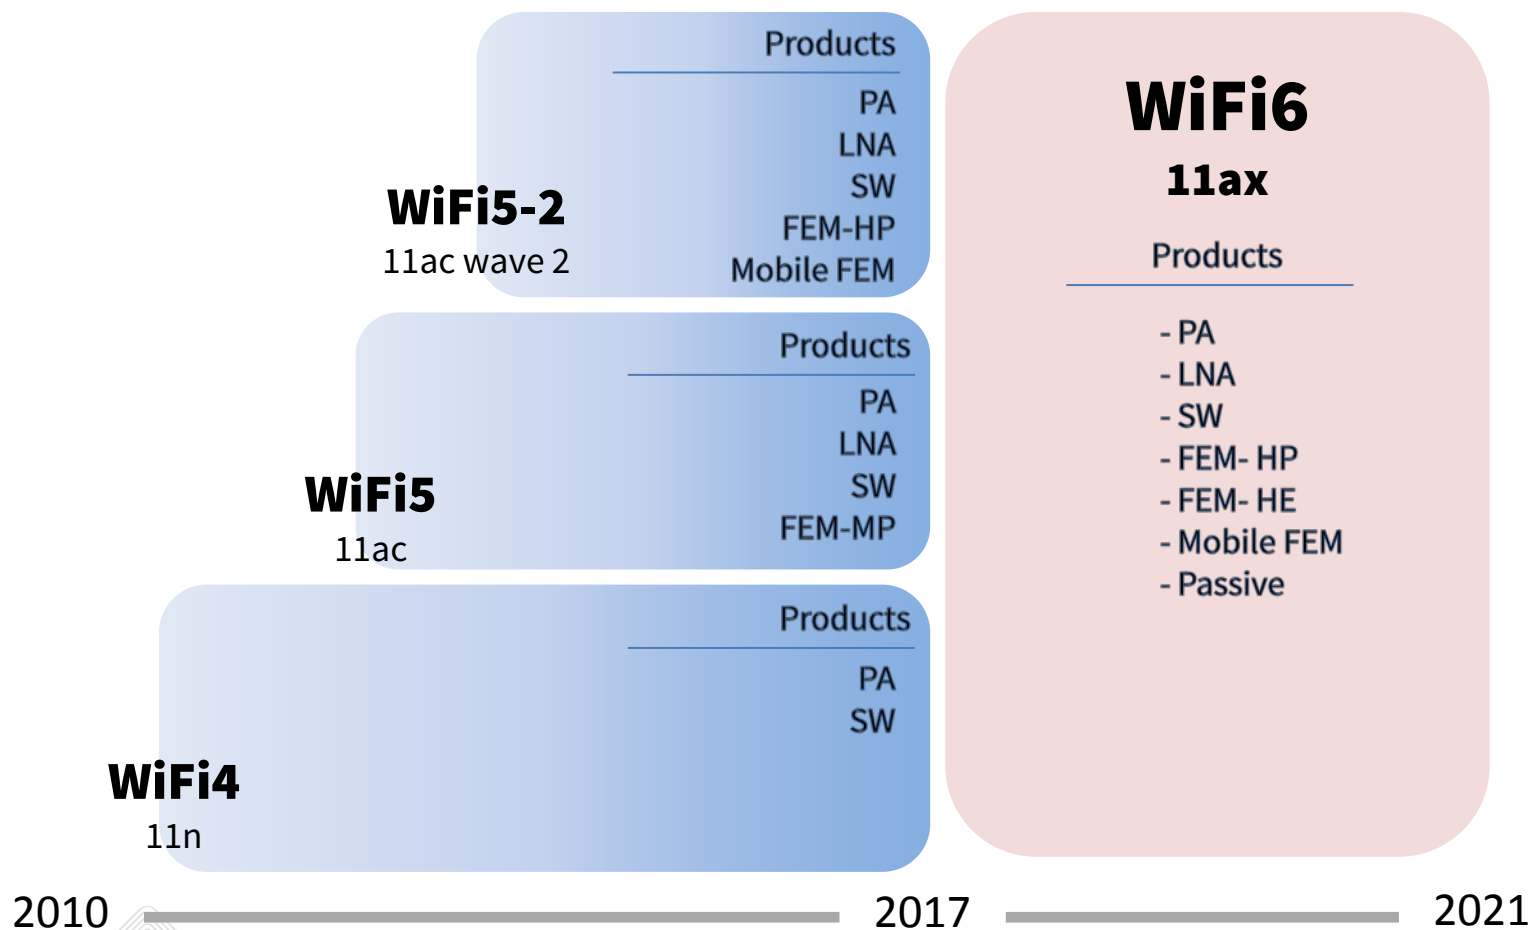 Products
PA
LNA
SW
FEM-HP
Mobile FEM
WiFi5-2
11ac wave 2
Products
PA
LNA
SW
FEM-MP
WiFi5
11ac
Products
PA
SW
WiFi4
11n
WiFi6
11ax
Products
- PA
- LNA
- SW
- FEM- HP
- FEM- HE
- Mobile FEM
- Passive
2010
2017
2021